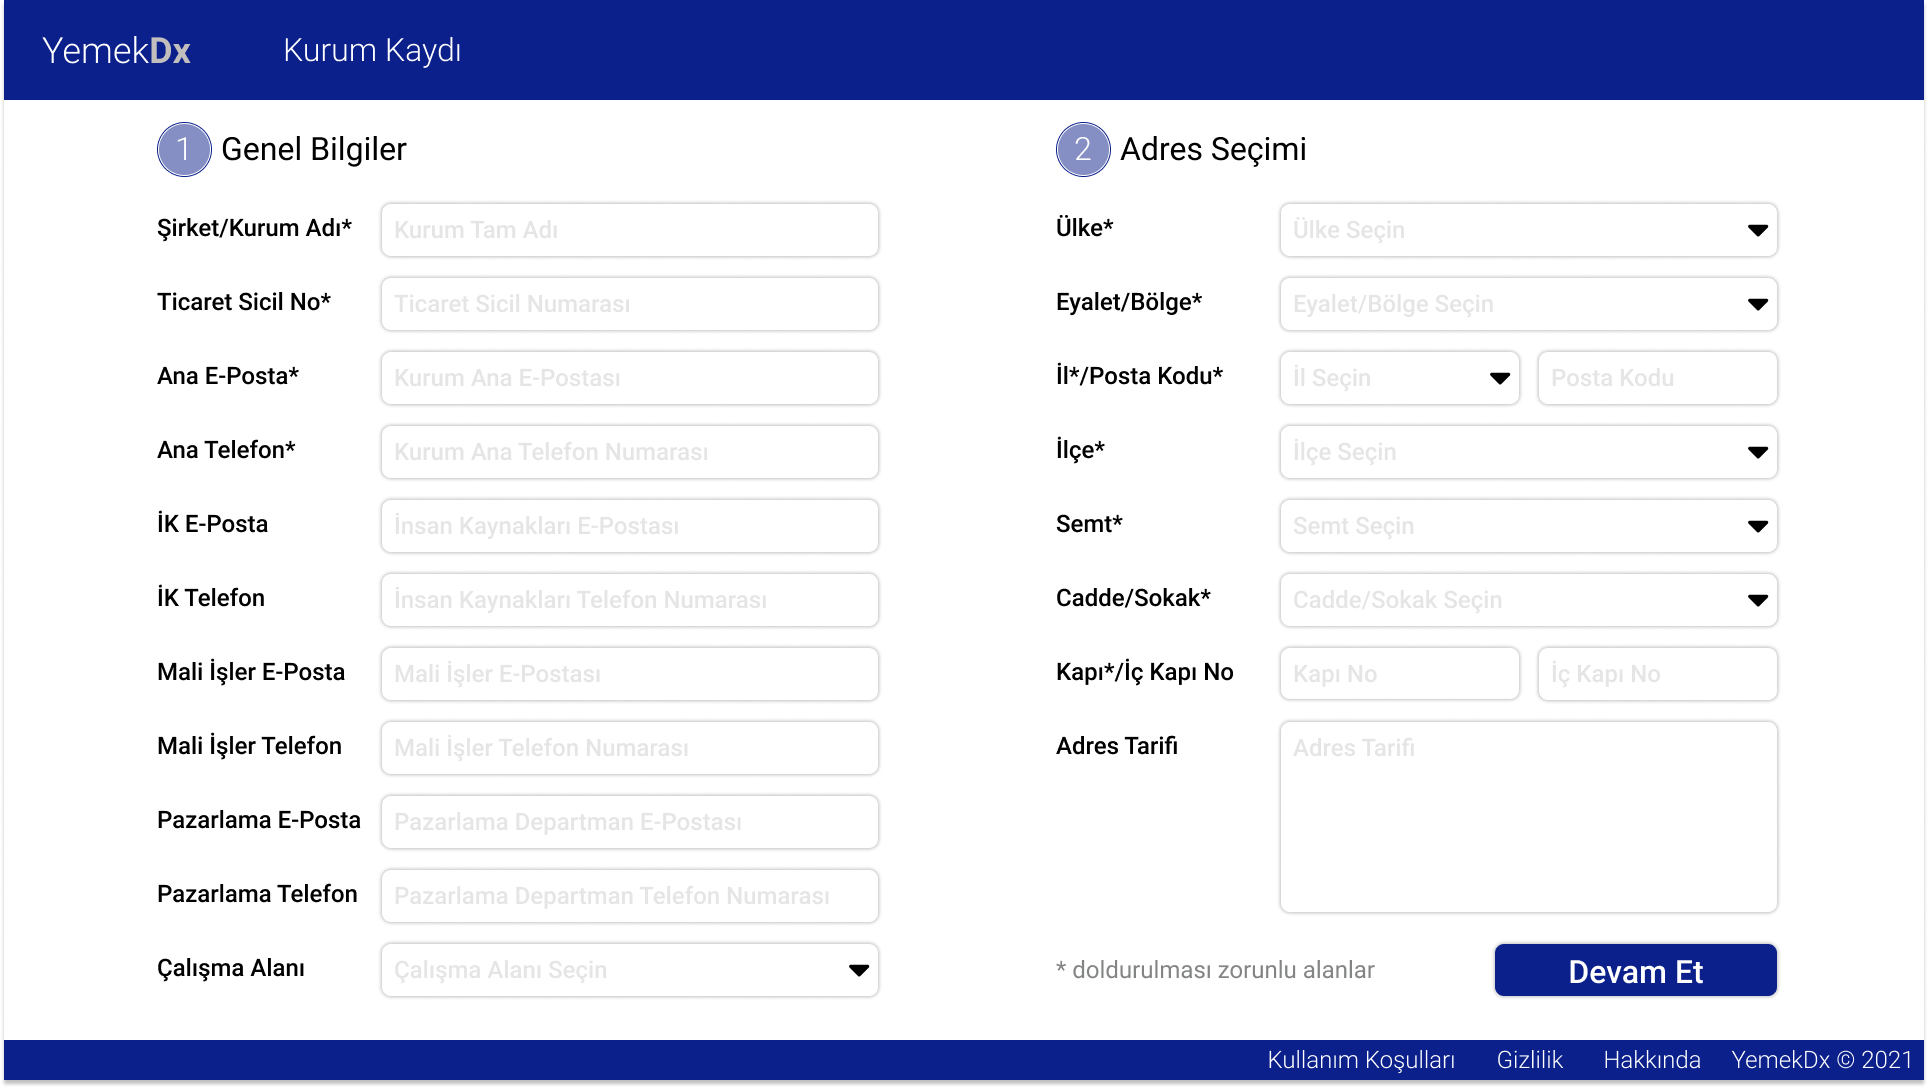 YemekDx
Kurum Kaydı
1 Genel Bilgiler
Şirket/Kurum Adı* Kurum Tam Adı
Ticaret Sicil No* Ticaret Sicil Numarası
Ana E-Posta* Kurum Ana E-Postası
Ana Telefon* Kurum Ana Telefon Numarası
İK E-Posta İnsan Kaynakları E-Postası
İK Telefon İnsan Kaynakları Telefon Numarası
Mali İşler E-Posta Mali İşler E-Postası
Mali İşler Telefon Mali İşler Telefon Numarası
Pazarlama E-Posta Pazarlama Departman E-Postası
Pazarlama Telefon Pazarlama Departman Telefon Numarası
Çalışma Alanı Çalışma Alanı Seçin
2 Adres Seçimi
Ülke* Ülke Seçin
Eyalet/Bölge* Eyalet/Bölge Seçin
İl*/Posta Kodu* İl Seçin Posta Kodu
İlçe* İlçe Seçin
Semt* Semt Seçin
Cadde/Sokak* Cadde/Sokak Seçin
Kapı*/İç Kapı No Kapı No İç Kapı No
Adres Tarifi Adres Tarifi
* doldurulması zorunlu alanlar
Devam Et
Kullanım Koşulları Gizlilik Hakkında YemekDx © 2021